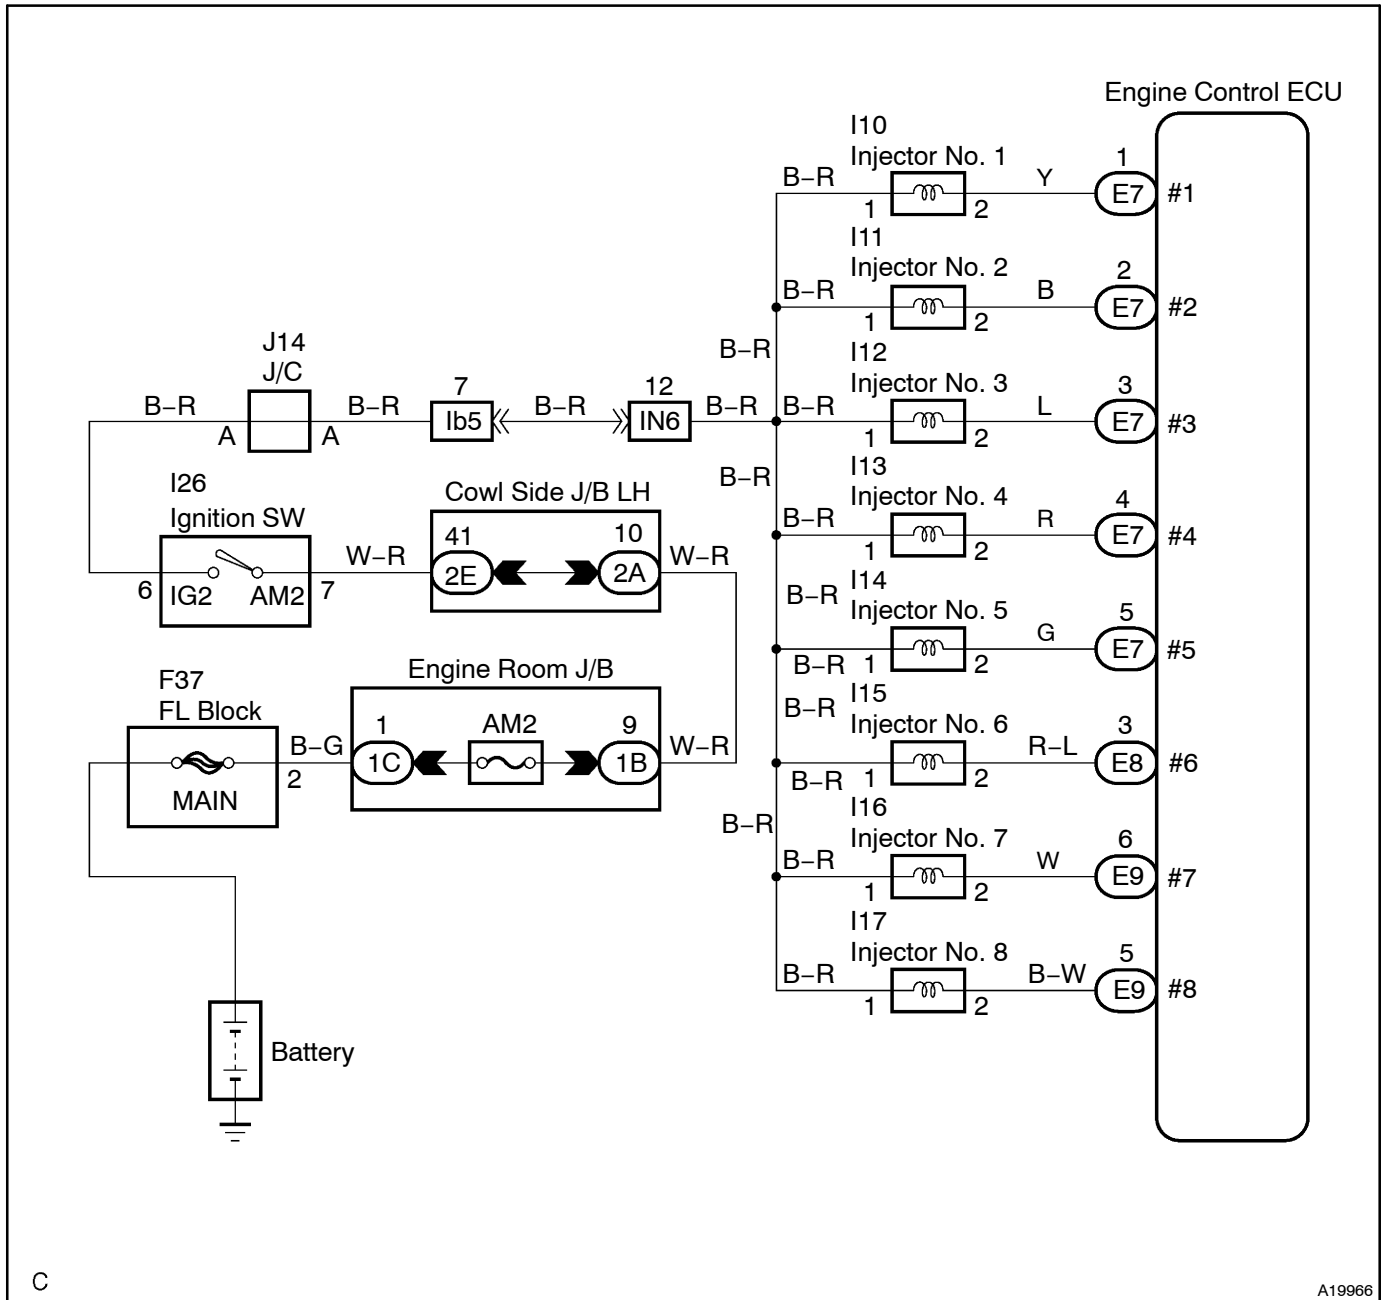 Engine Control ECU
I10
Injector No. 1
B–R
1
2
Y
1
E7
#1
I11
Injector No. 2
B–R
1
2
B
2
E7
#2
B–R
I12
Injector No. 3
B–R
1
2
L
3
E7
#3
J14
J/C
B–R
A
A
B–R
7
Ib5
B–R
12
IN6
B–R
B–R
I13
Injector No. 4
B–R
1
2
R
4
E7
#4
I26
Ignition SW
6
IG2
AM2
7
W–R
Cowl Side J/B LH
41
2E
10
2A
W–R
B–R
I14
Injector No. 5
B–R
1
2
G
5
E7
#5
F37
FL Block
MAIN
B–G
2
Engine Room J/B
1
1C
AM2
9
1B
W–R
B–R
I15
Injector No. 6
B–R
1
2
R–L
3
E8
#6
B–R
I16
Injector No. 7
B–R
1
2
W
6
E9
#7
I17
Injector No. 8
B–R
1
2
B–W
5
E9
#8
Battery
C
A19966